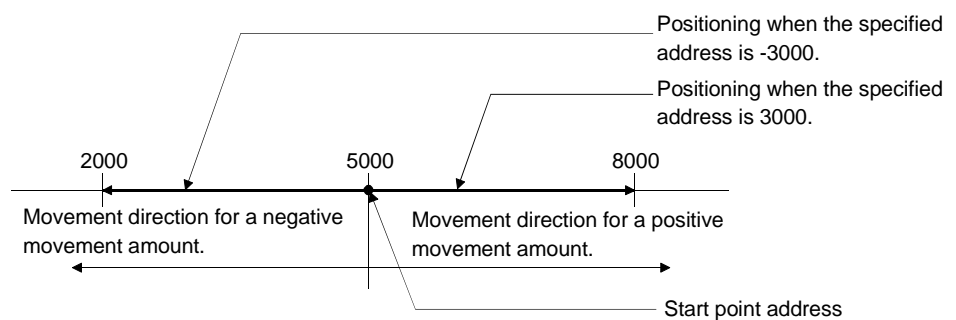 Positioning when the specified
address is -3000.
Positioning when the specified
address is 3000.
2000
5000
8000
Movement direction for a negative
movement amount.
Movement direction for a positive
movement amount.
Start point address